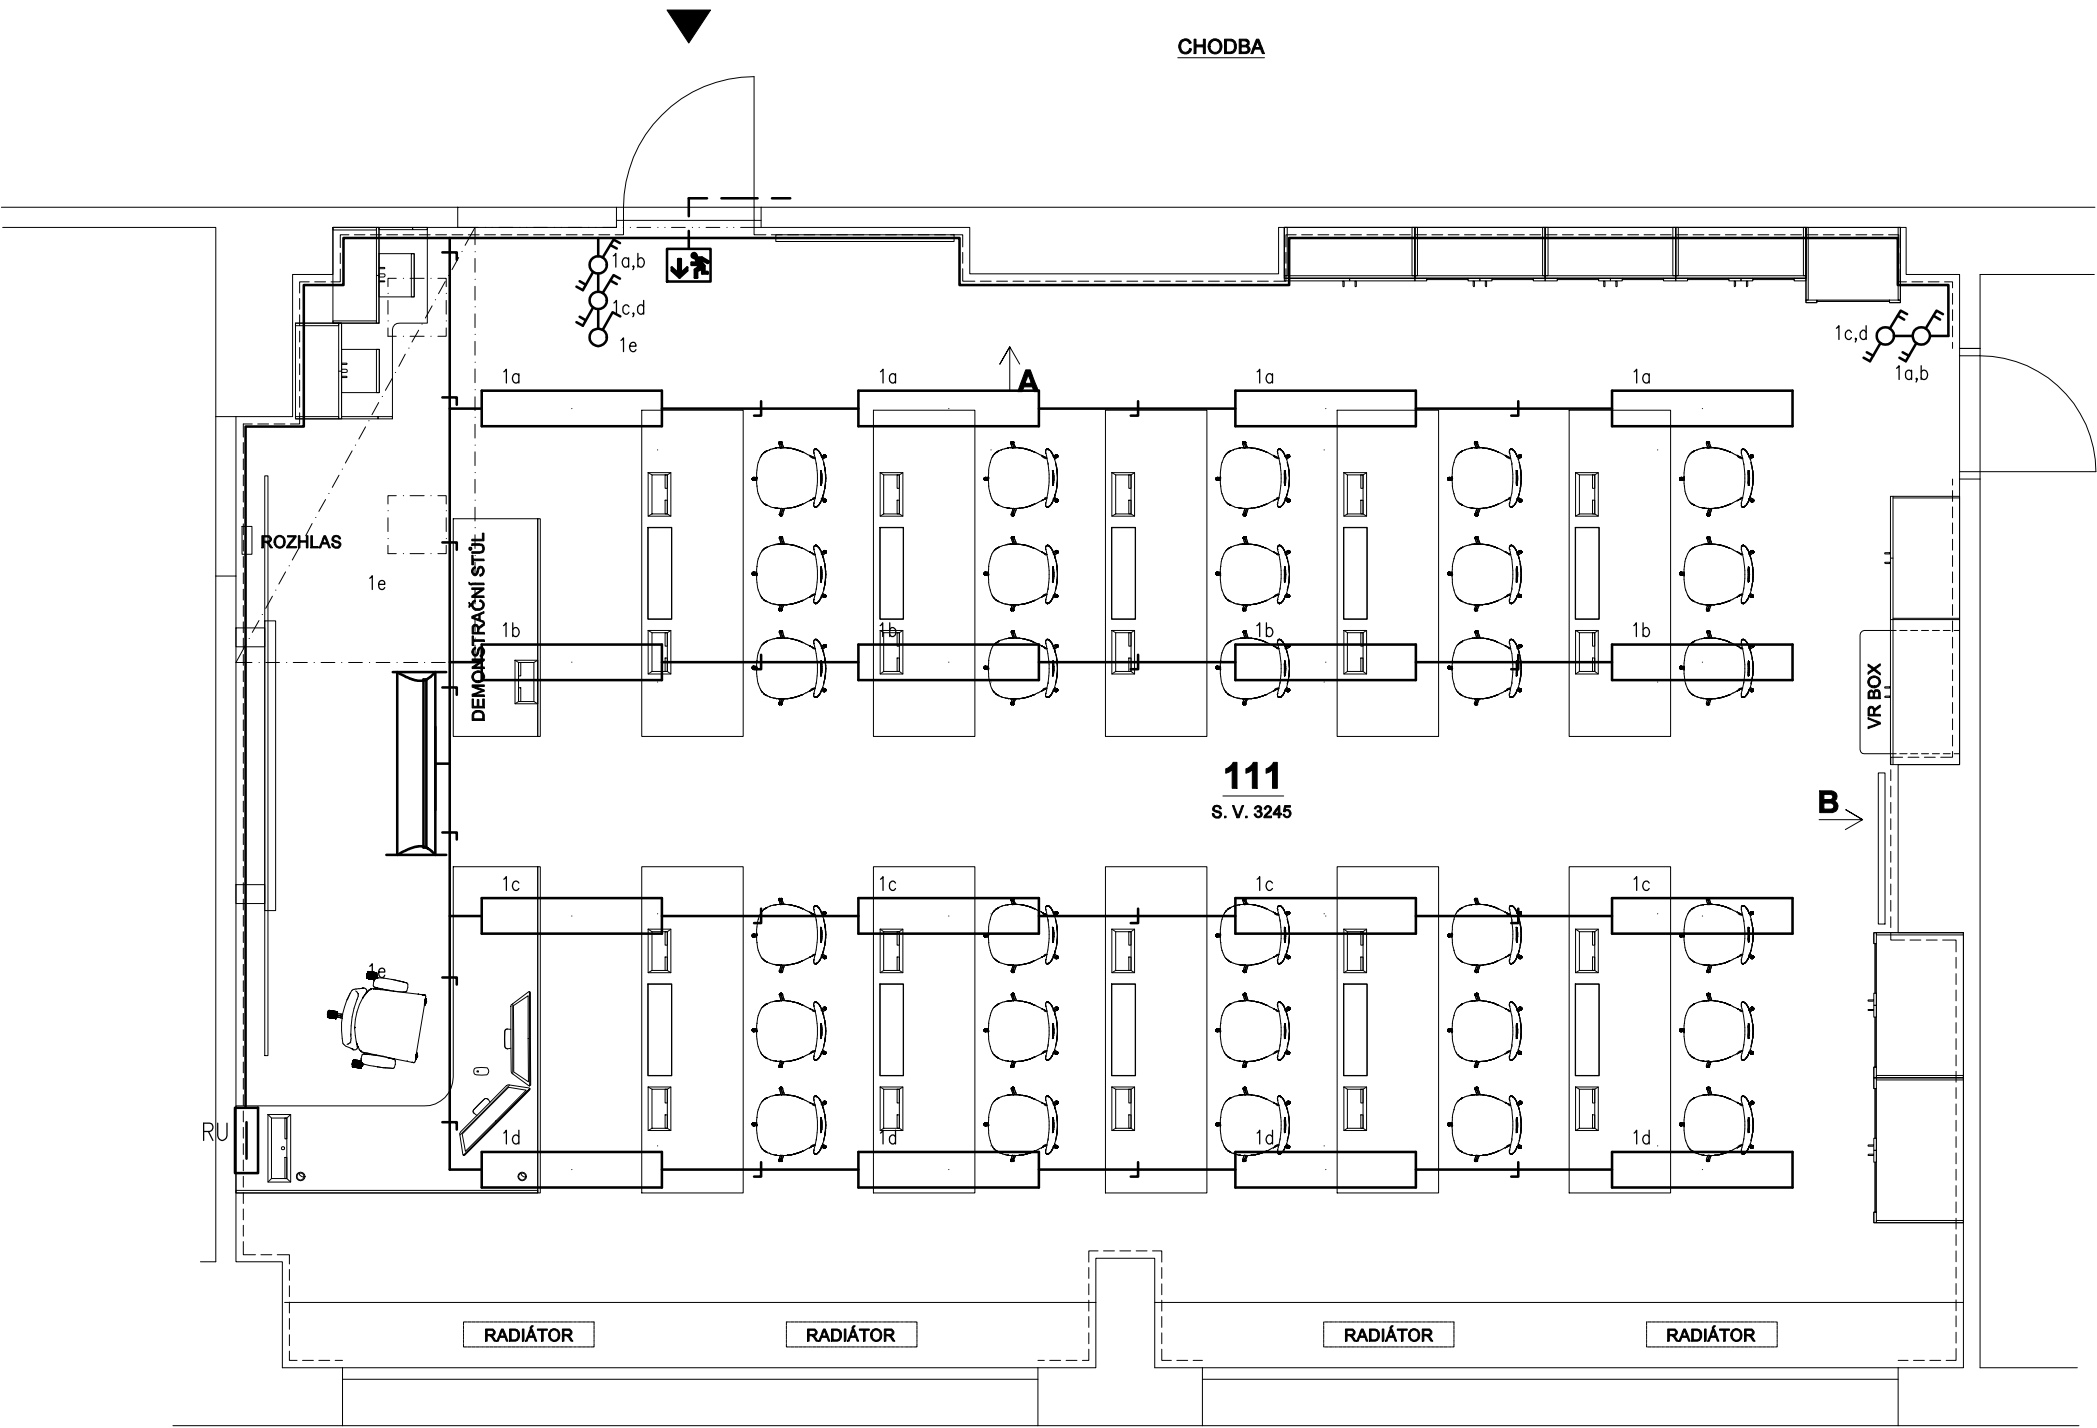 CHODBA
1a,b
1c,d
1e
1c,d
1a,b
1a
1a
A
1a
1a
ROZHLAS
1e
DEMONSTRAČNÍ STŮL
1b
1b
1b
1b
VR BOX
111
S. V. 3245
B
1c
1c
1c
1c
1e
RU
1d
1d
1d
1d
RADIÁTOR
RADIÁTOR
RADIÁTOR
RADIÁTOR